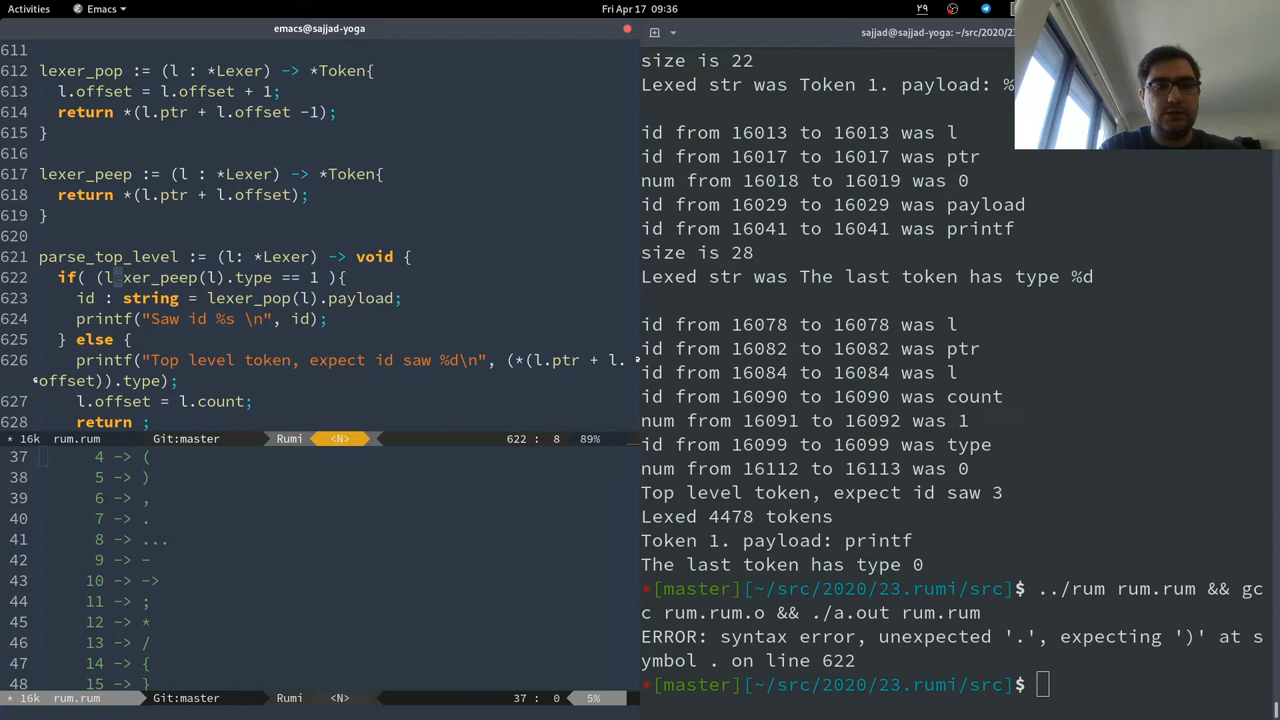 Activities Emacs Fri Apr 17 09:36 ۲۹
emacs@sajjad-yoga
611
612 lexer_pop := (l : *Lexer) -> *Token{
613 l.offset = l.offset + 1;
614 return *(l.ptr + l.offset -1);
615 }
616
617 lexer_peep := (l : *Lexer) -> *Token{
618 return *(l.ptr + l.offset);
619 }
620
621 parse_top_level := (l: *Lexer) -> void {
622 if( (lexer_peep(l).type == 1 ){
623 id : string = lexer_pop(l).payload;
624 printf("Saw id %s \n", id);
625 } else {
626 printf("Top level token, expect id saw %d\n", (*(l.ptr + l.
offset)).type);
627 l.offset = l.count;
628 return ;
* 16k rum.rum Git:master Rumi <N> 622 : 8 89%
37 4 -> (
38 5 -> )
39 6 -> ,
40 7 -> .
41 8 -> ...
42 9 -> -
43 10 -> ->
44 11 -> ;
45 12 -> *
46 13 -> /
47 14 -> {
48 15 -> }
* 16k rum.rum Git:master Rumi <N> 37 : 0 5%
sajjad@sajjad-yoga: ~/src/2020/23.
size is 22
Lexed str was Token 1. payload: %
id from 16013 to 16013 was l
id from 16017 to 16017 was ptr
num from 16018 to 16019 was 0
id from 16029 to 16029 was payload
id from 16041 to 16041 was printf
size is 28
Lexed str was The last token has type %d
id from 16078 to 16078 was l
id from 16082 to 16082 was ptr
id from 16084 to 16084 was l
id from 16090 to 16090 was count
num from 16091 to 16092 was 1
id from 16099 to 16099 was type
num from 16112 to 16113 was 0
Top level token, expect id saw 3
Lexed 4478 tokens
Token 1. payload: printf
The last token has type 0
*[master][~/src/2020/23.rumi/src]$ ../rum rum.rum && gc
c rum.rum.o && ./a.out rum.rum
ERROR: syntax error, unexpected '.', expecting ')' at s
ymbol . on line 622
*[master][~/src/2020/23.rumi/src]$